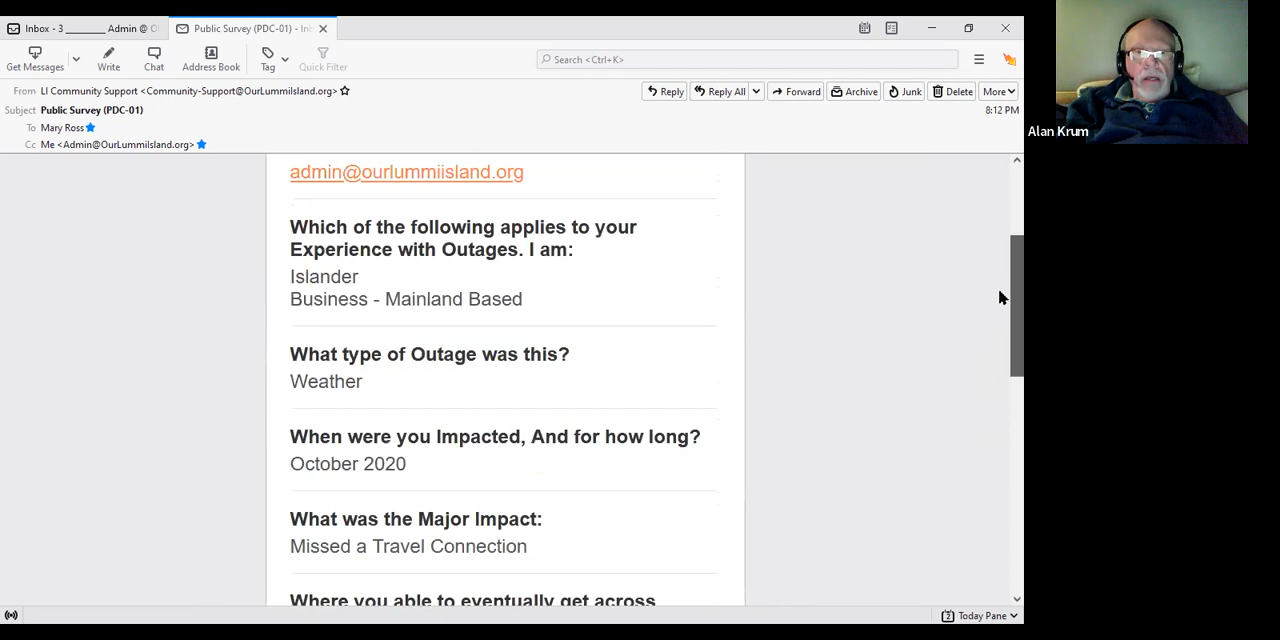 Inbox - 3 ________ Admin @ O
Public Survey (PDC-01) - In
Get Messages
Write
Chat
Address Book
Tag
Quick Filter
Search <Ctrl+K>
From LI Community Support <Community-Support@OurLummiIsland.org>
Reply
Reply All
Forward
Archive
Junk
Delete
More
Subject Public Survey (PDC-01)
8:12 PM
To Mary Ross
Cc Me <Admin@OurLummiIsland.org>
Alan Krum
admin@ourlummiisland.org
Which of the following applies to your
Experience with Outages. I am:
Islander
Business - Mainland Based
What type of Outage was this?
Weather
When were you Impacted, And for how long?
October 2020
What was the Major Impact:
Missed a Travel Connection
Where you able to eventually get across
2 Today Pane